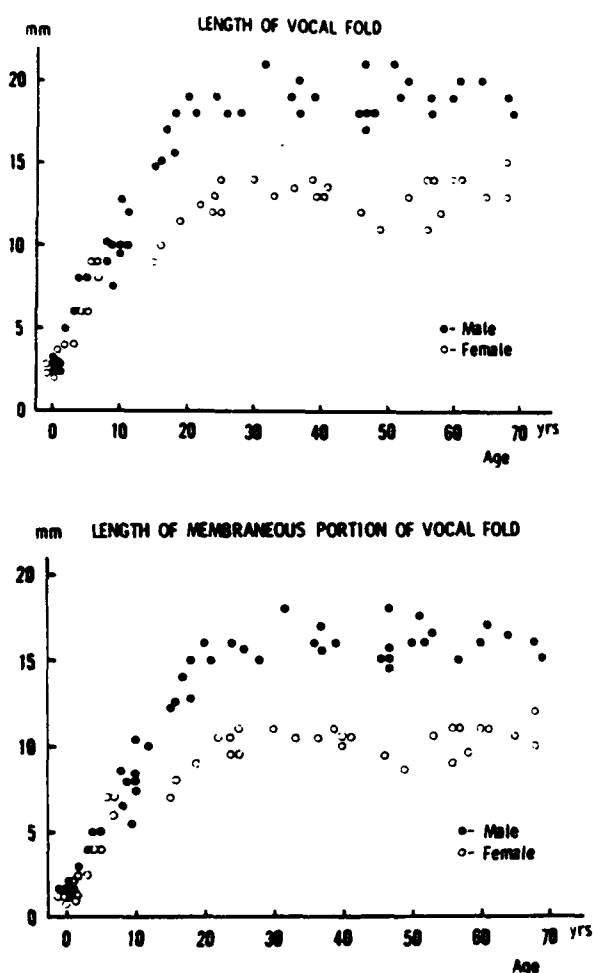 LENGTH OF VOCAL FOLD
mm
20
15
10
5
0
●- Male
○- Female
0 10 20 30 40 50 60 70 yrs
Age
mm LENGTH OF MEMBRANEOUS PORTION OF VOCAL FOLD
20
15
10
5
0
●- Male
○- Female
0 10 20 30 40 50 60 70 yrs
Age